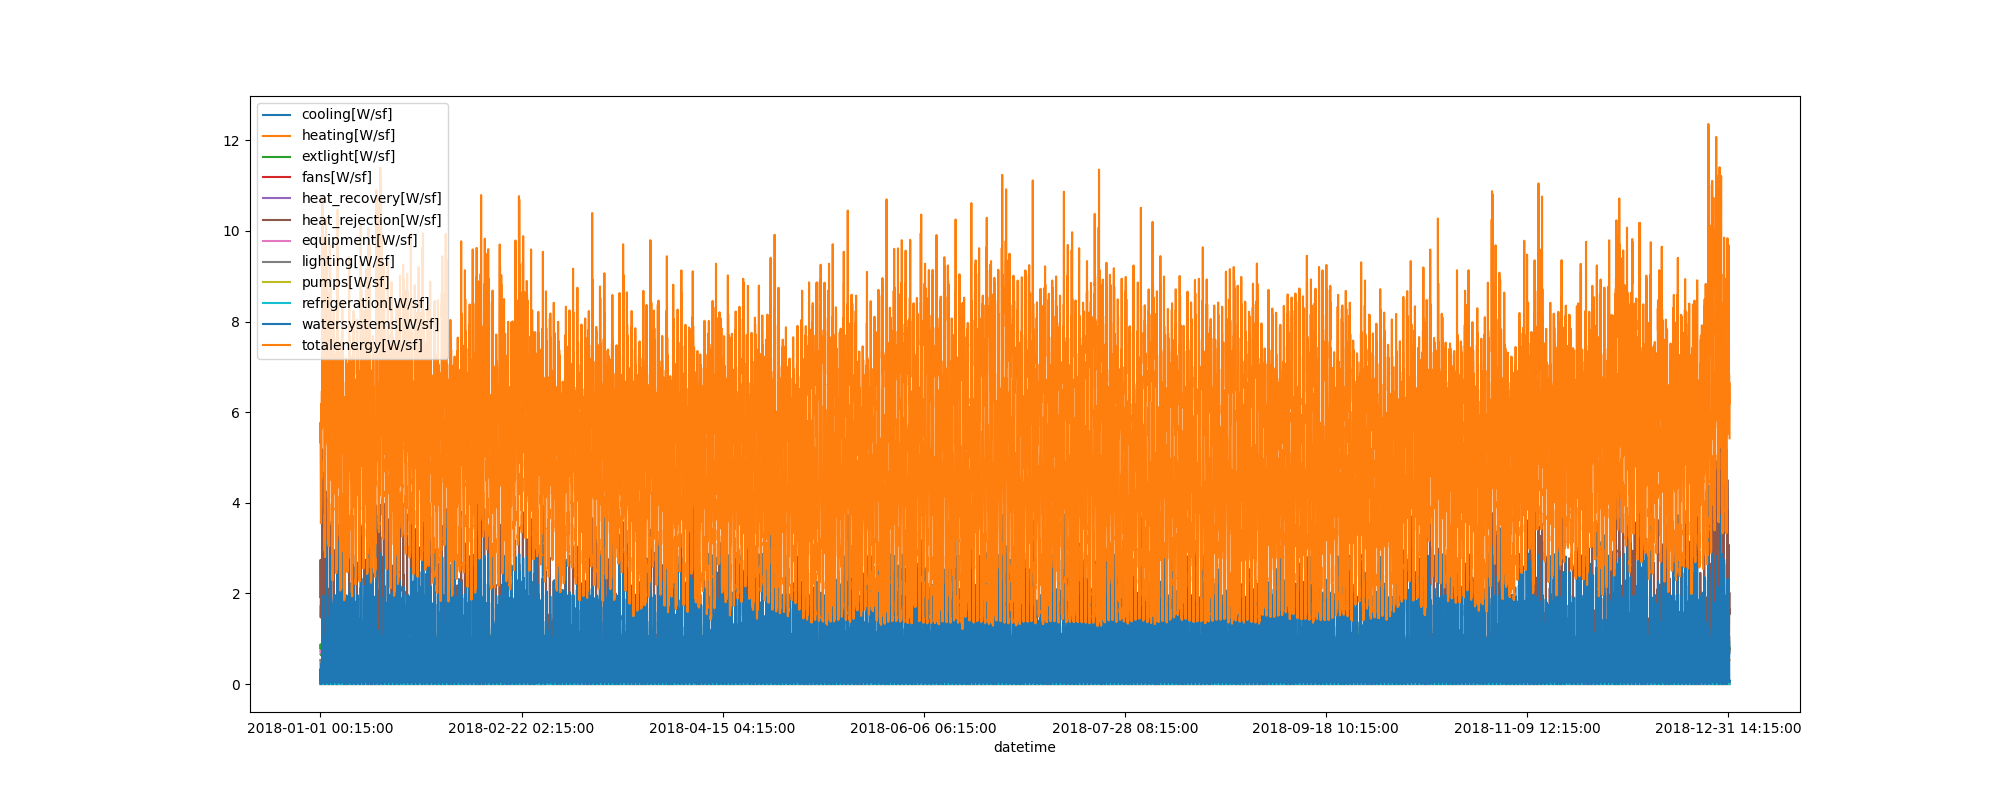 cooling[W/sf]
heating[W/sf]
extlight[W/sf]
fans[W/sf]
heat_recovery[W/sf]
heat_rejection[W/sf]
equipment[W/sf]
lighting[W/sf]
pumps[W/sf]
refrigeration[W/sf]
watersystems[W/sf]
totalenergy[W/sf]
12
10
8
6
4
2
0
2018-01-01 00:15:00 2018-02-22 02:15:00 2018-04-15 04:15:00 2018-06-06 06:15:00 2018-07-28 08:15:00 2018-09-18 10:15:00 2018-11-09 12:15:00 2018-12-31 14:15:00
datetime